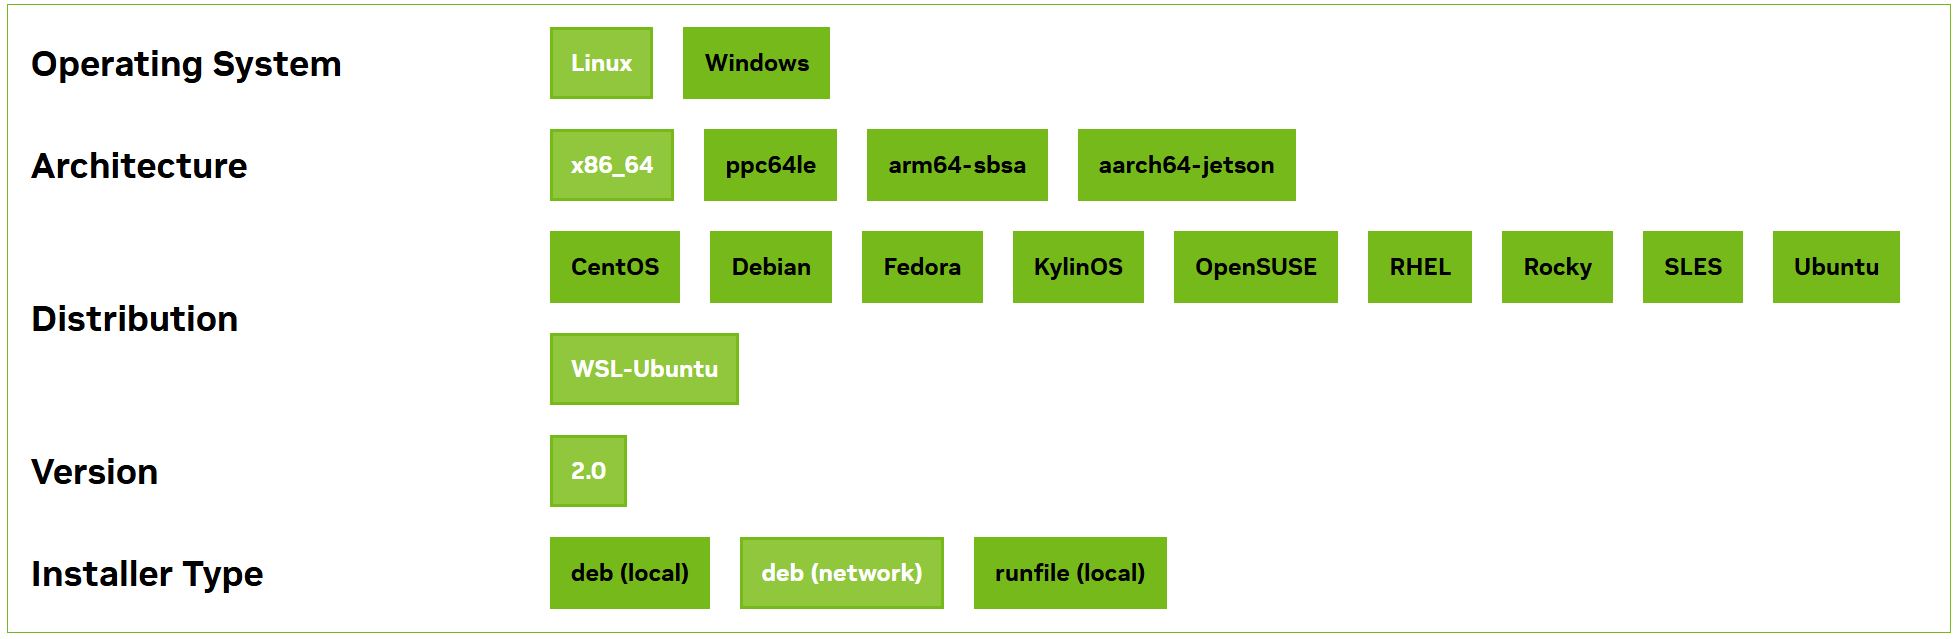 Operating System
Linux Windows
Architecture
x86_64 ppc64le arm64-sbsa aarch64-jetson
Distribution
CentOS Debian Fedora KylinOS OpenSUSE RHEL Rocky SLES Ubuntu
WSL-Ubuntu
Version
2.0
Installer Type
deb (local) deb (network) runfile (local)